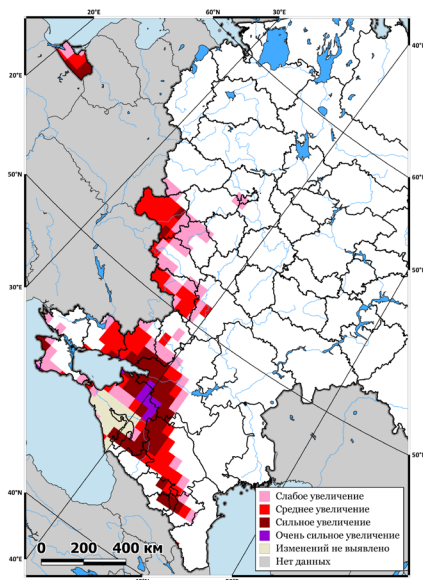 20°E
60°N
30°E
40°E
20°E
50°N
60°N
50°E
30°E
50°N
40°N
40°E
Слабое увеличение
Среднее увеличение
Сильное увеличение
Очень сильное увеличение
Изменений не выявлено
Нет данных
0 200 400 км